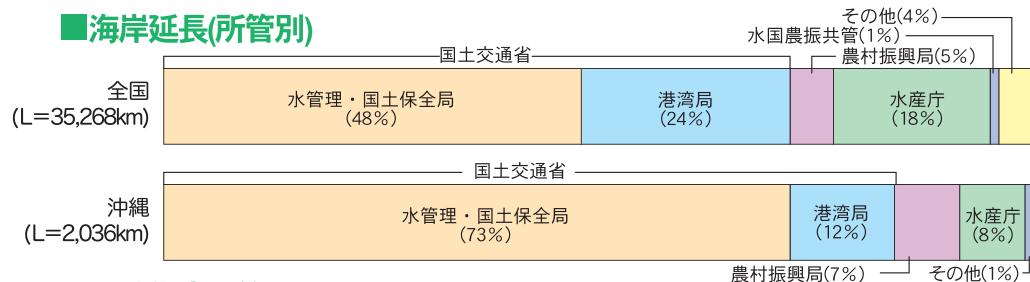 ■海岸延長(所管別)
その他(4%)
水国農振共管(1%)
国土交通省
農村振興局(5%)
全国
(L=35,268km)
水管理・国土保全局
(48%)
港湾局
(24%)
水産庁
(18%)
国土交通省
沖縄
(L=2,036km)
水管理・国土保全局
(73%)
港湾局
(12%)
水産庁
(8%)
農村振興局(7%)
その他(1%)